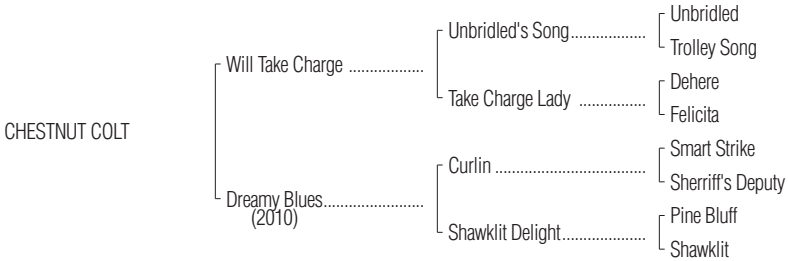 Unbridled
Unbridled's Song..................
Trolley Song
Will Take Charge ..................
Dehere
Take Charge Lady ................
Felicita
CHESTNUT COLT
Smart Strike
Curlin ....................................
Sherriff's Deputy
Dreamy Blues........................
(2010)
Pine Bluff
Shawklit Delight....................
Shawklit